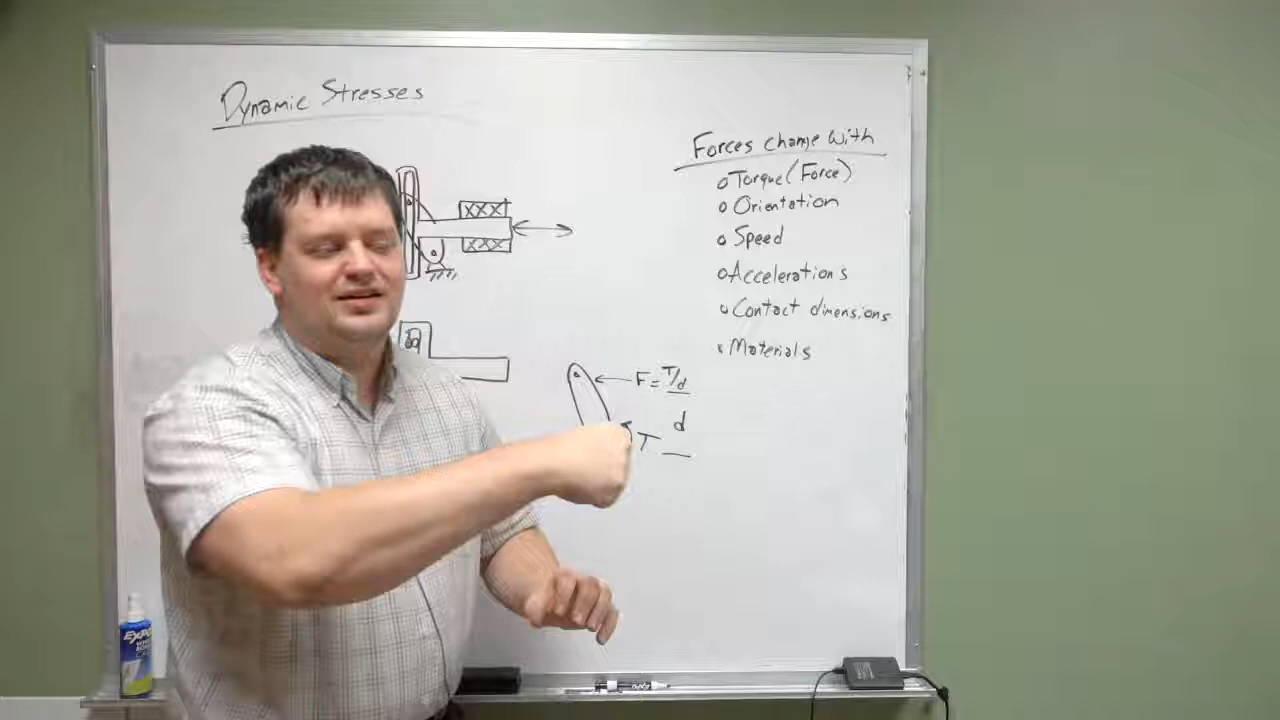 Dynamic Stresses
Forces change with
Torque (Force)
Orientation
Speed
Accelerations
Contact dimensions
Materials
F = T/d
d
T
EXPO